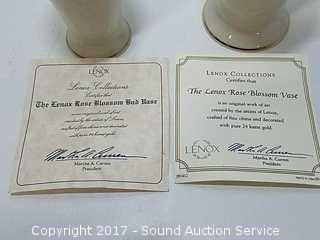 LENOX
Lenox Collections
Certifies that
The Lenox Rose Blossom Bud Vase
Martha A. Curren
President
LENOX COLLECTIONS
Certifies that
The Lenox Rose Blossom Vase
is an original work of art
created by the artists of Lenox,
crafted of fine china and decorated
with pure 24 karat gold.
LENOX
Martha A. Curren
President
Copyright 2017 - Sound Auction Service